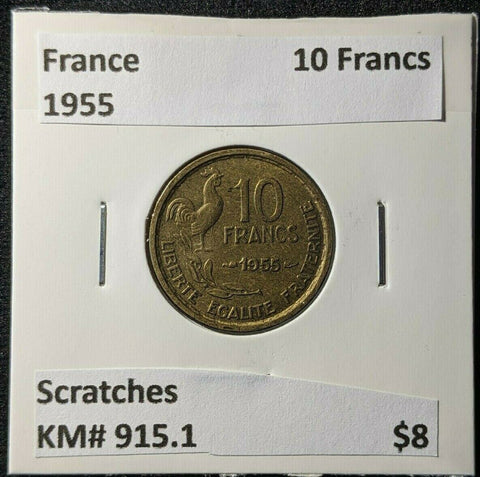 France 10 Francs
1955
10
FRANCS
1955
LIBERTE EGALITE FRATERNITE
Scratches
KM# 915.1 $8